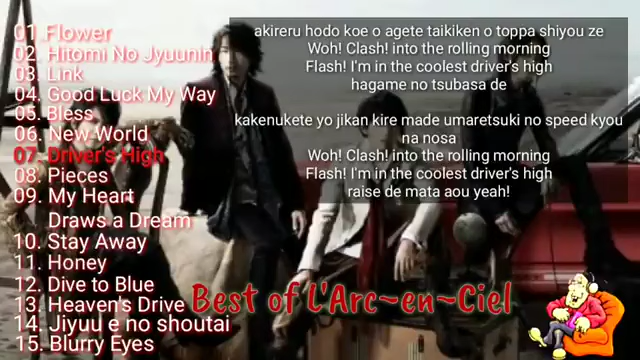 01.Flower
02. Hitomi No Jyuunin
03. Link
04. Good Luck My Way
05. Bless
06. New World
07. Driver's High
08. Pieces
09. My Heart
Draws a Dream
10. Stay Away
11. Honey
12. Dive to Blue
13. Heaven's Drive
14. Jiyuu e no shoutai
15. Blurry Eyes
akireru hodo koe o agete taikiken o toppa shiyou ze
Woh! Clash! into the rolling morning
Flash! I'm in the coolest driver's high
hagame no tsubasa de
kakenukete yo jikan kire made umaretsuki no speed kyou
na nosa
Woh! Clash! into the rolling morning
Flash! I'm in the coolest driver's high
raise de mata aou yeah!
Best of L'Arc~en~Ciel